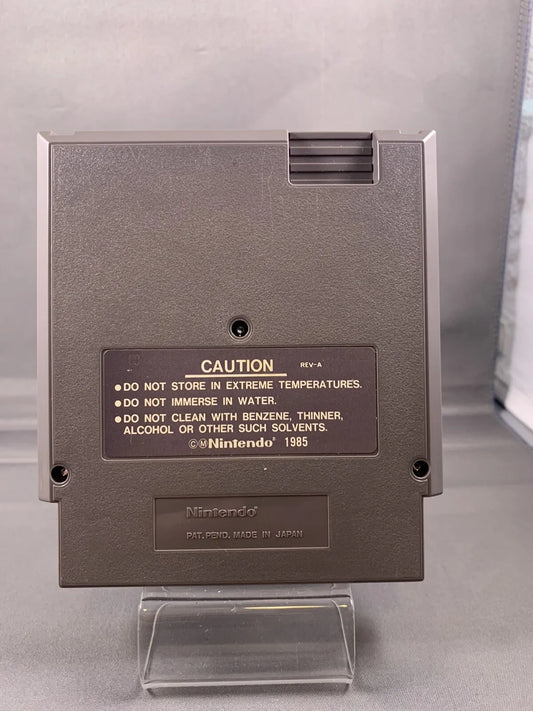 CAUTION REV-A
●DO NOT STORE IN EXTREME TEMPERATURES.
●DO NOT IMMERSE IN WATER.
●DO NOT CLEAN WITH BENZENE, THINNER,
ALCOHOL OR OTHER SUCH SOLVENTS.
©ⓂNintendo® 1985
Nintendo®
PAT. PEND. MADE IN JAPAN